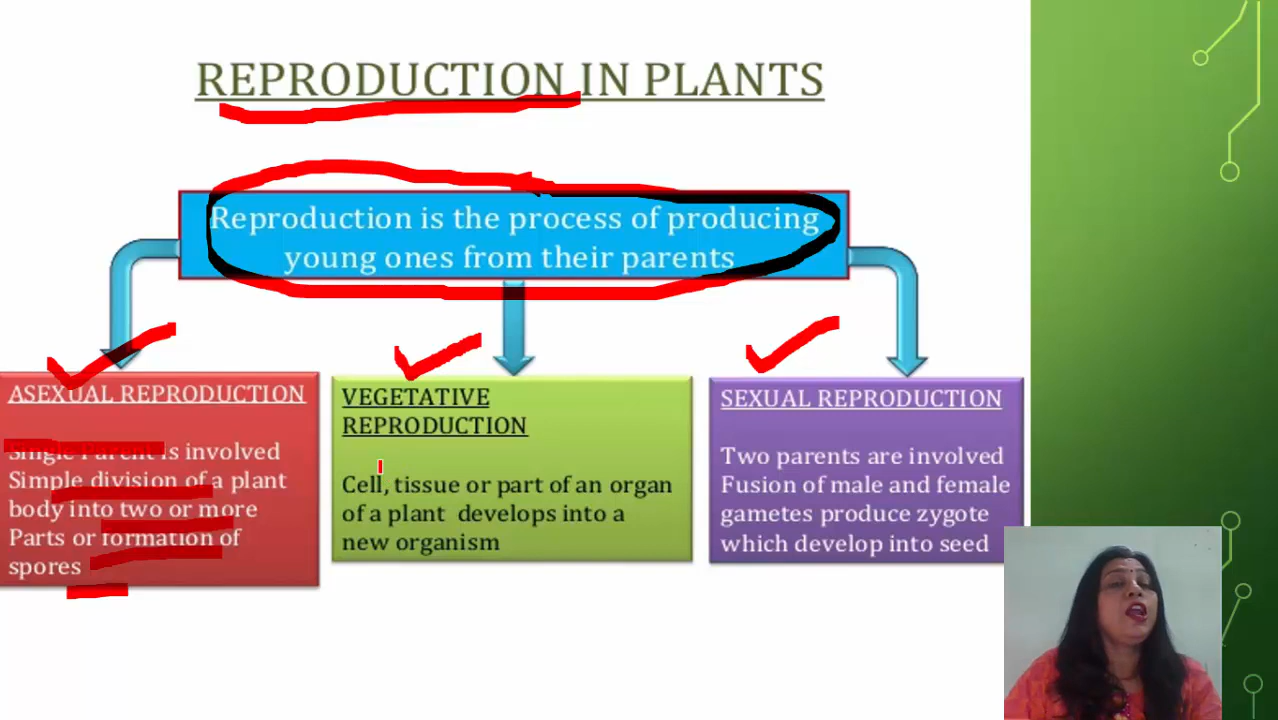 REPRODUCTION IN PLANTS
Reproduction is the process of producing
young ones from their parents
ASEXUAL REPRODUCTION
Single Parent is involved
Simple division of a plant
body into two or more
Parts or formation of
spores
VEGETATIVE
REPRODUCTION
Cell, tissue or part of an organ
of a plant develops into a
new organism
SEXUAL REPRODUCTION
Two parents are involved
Fusion of male and female
gametes produce zygote
which develop into seed